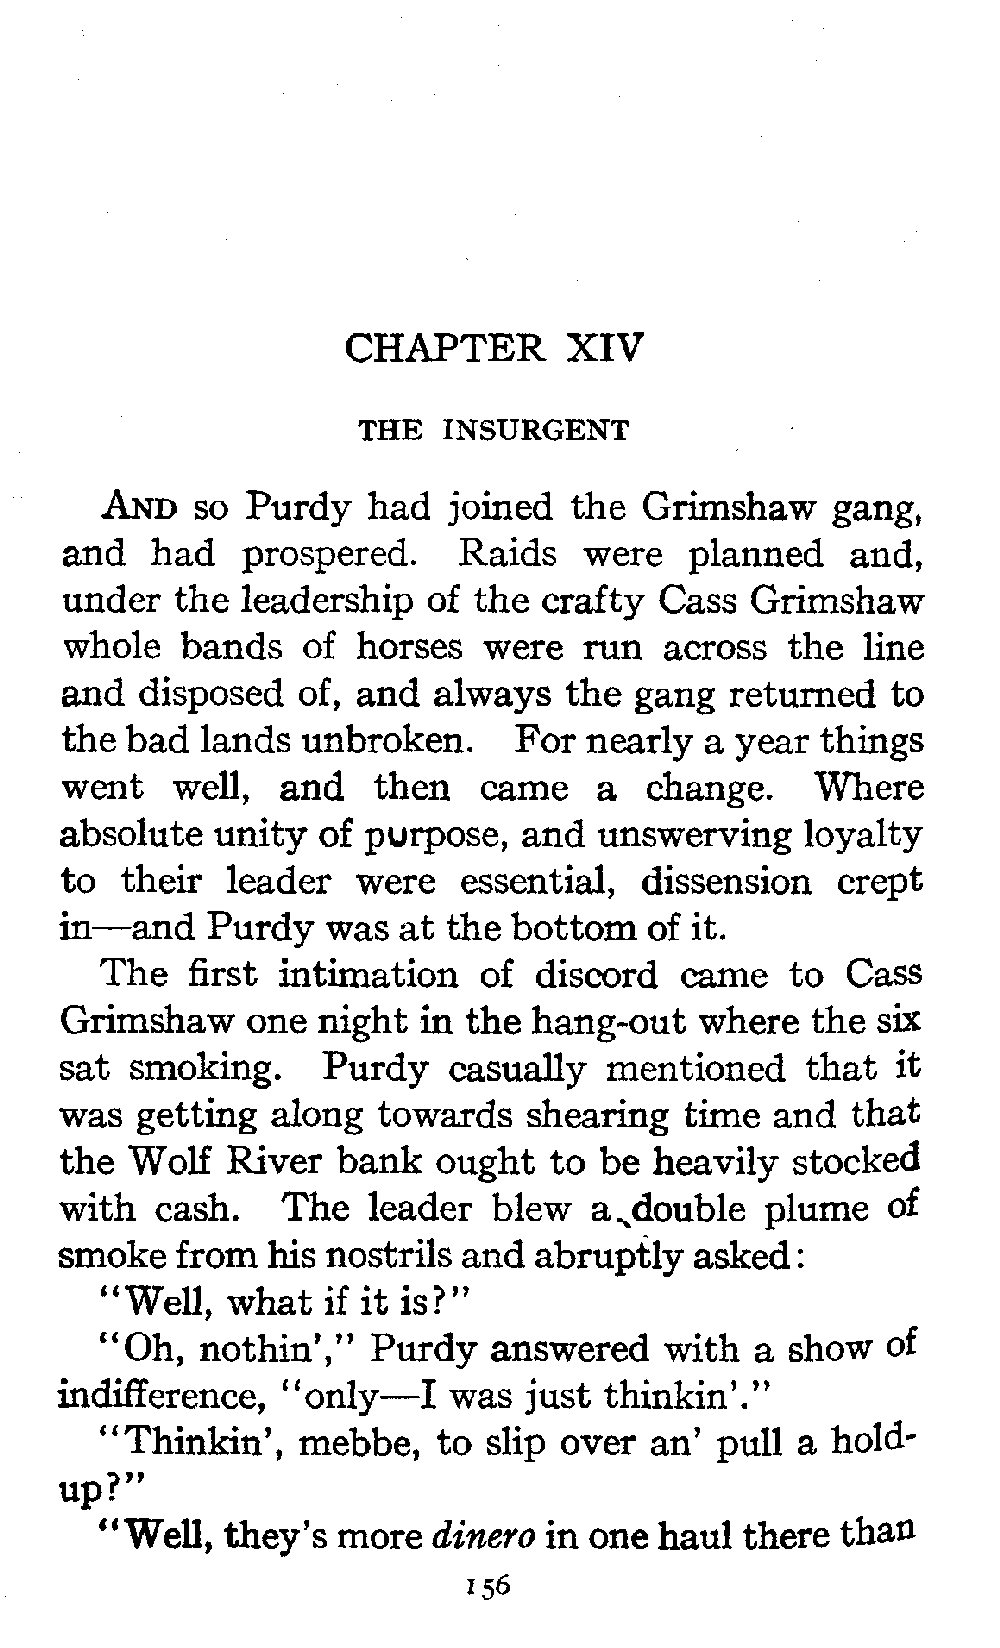 CHAPTER XIV
THE INSURGENT
AND so Purdy had joined the Grimshaw gang,
and had prospered. Raids were planned and,
under the leadership of the crafty Cass Grimshaw
whole bands of horses were run across the line
and disposed of, and always the gang returned to
the bad lands unbroken. For nearly a year things
went well, and then came a change. Where
absolute unity of purpose, and unswerving loyalty
to their leader were essential, dissension crept
in—and Purdy was at the bottom of it.
The first intimation of discord came to Cass
Grimshaw one night in the hang-out where the six
sat smoking. Purdy casually mentioned that it
was getting along towards shearing time and that
the Wolf River bank ought to be heavily stocked
with cash. The leader blew a double plume of
smoke from his nostrils and abruptly asked:
“Well, what if it is?”
“Oh, nothin’,” Purdy answered with a show of
indifference, “only—I was just thinkin’.”
“Thinkin’, mebbe, to slip over an’ pull a hold-
up?”
“Well, they’s more dinero in one haul there than
156